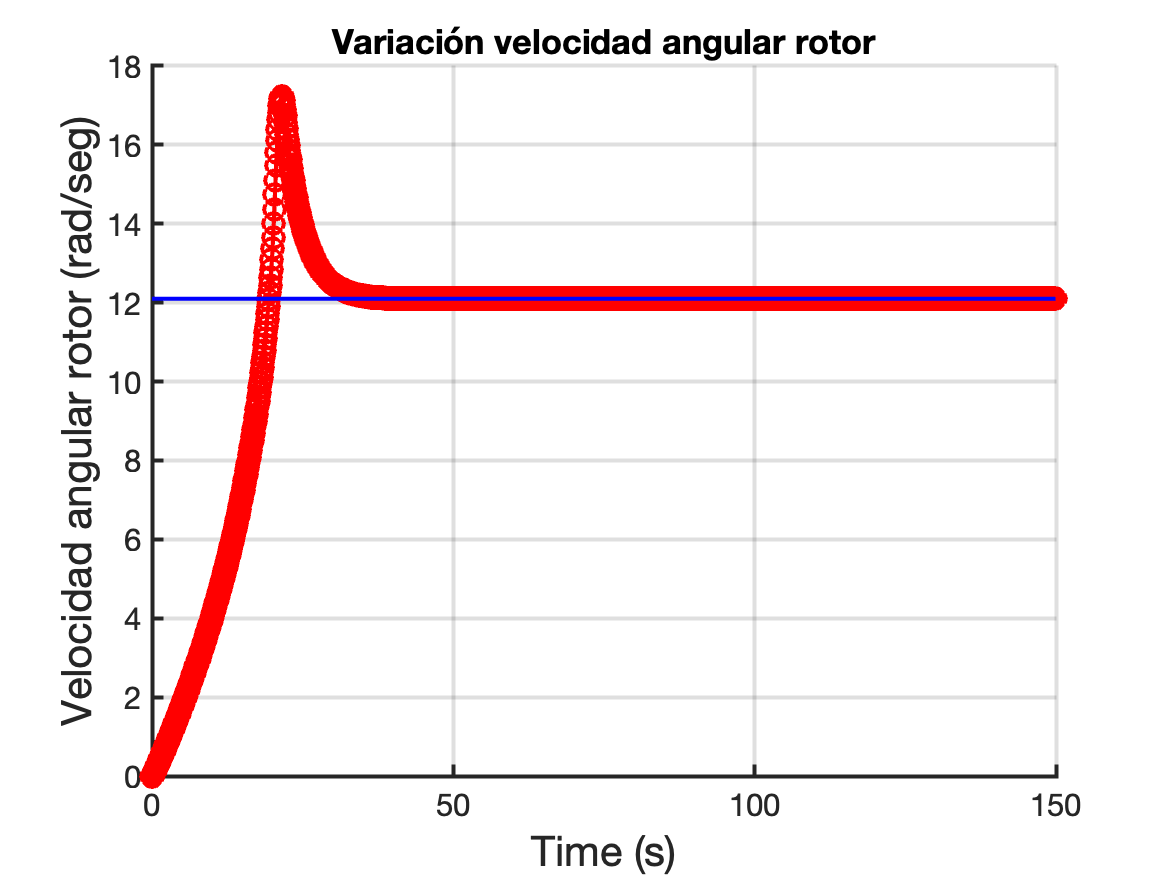 Variación velocidad angular rotor
Velocidad angular rotor (rad/seg)
18
16
14
12
10
8
6
4
2
0
0 50 100 150
Time (s)